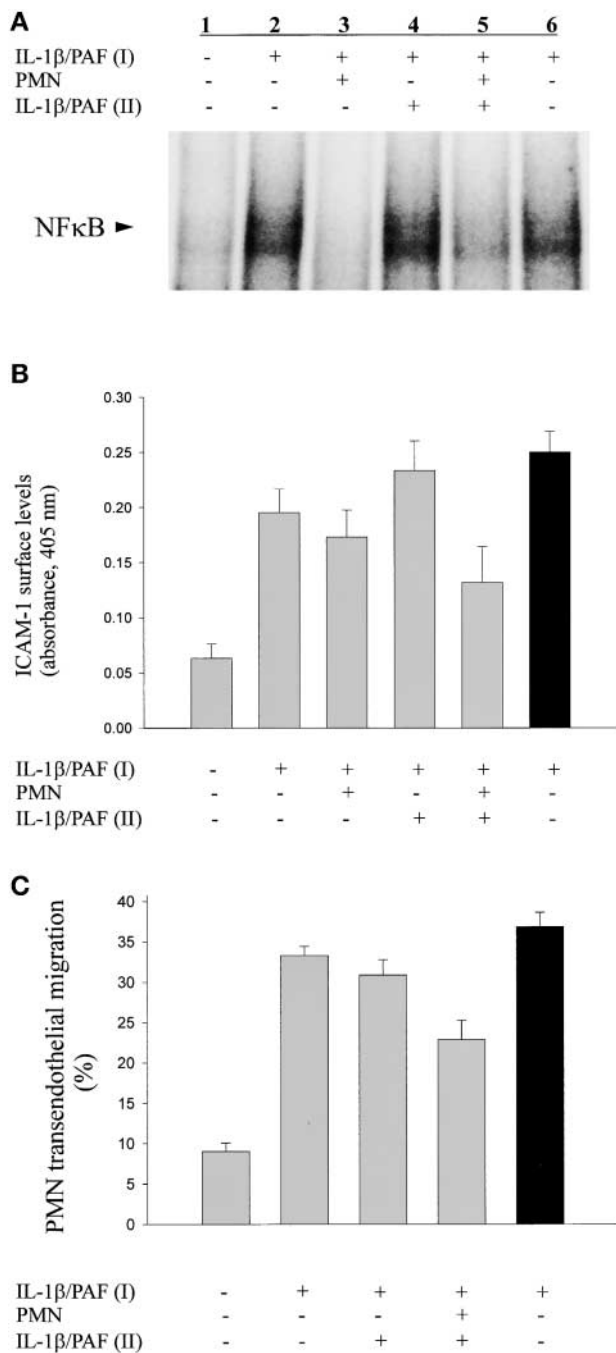 A
1 2 3 4 5 6
IL-1β/PAF (I) - + + + + +
PMN - - + - + -
IL-1β/PAF (II) - - - + + -
NFκB ►
B
ICAM-1 surface levels
(absorbance, 405 nm)
0.30
0.25
0.20
0.15
0.10
0.05
0.00
IL-1β/PAF (I) - + + + + +
PMN - - + - + -
IL-1β/PAF (II) - - - + + -
C
PMN transendothelial migration
(%)
40
35
30
25
20
15
10
5
0
IL-1β/PAF (I) - + + + +
PMN - - - + -
IL-1β/PAF (II) - - + + -